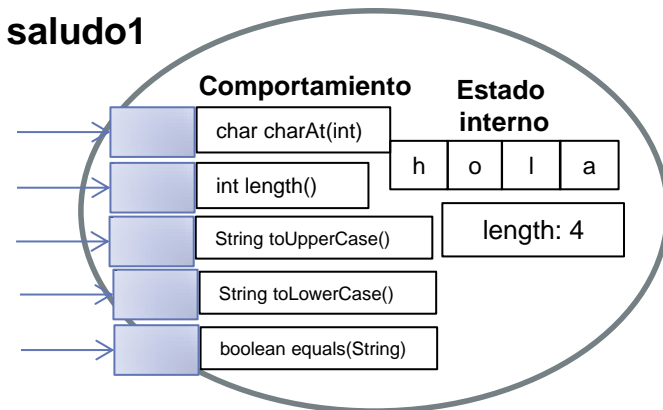 saludo1
Comportamiento
Estado
interno
char charAt(int)
h o l a
int length()
String toUpperCase()
length: 4
String toLowerCase()
boolean equals(String)